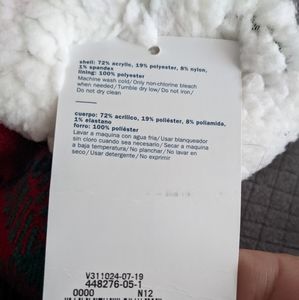 shell: 72% acrylic, 19% polyester, 8% nylon,
1% spandex
lining: 100% polyester
Machine wash cold/ Only non-chlorine bleach
when needed/ Tumble dry low/ Do not iron/
Do not dry clean
cuerpo: 72% acrílico, 19% poliéster, 8% poliamida,
1% elastano
forro: 100% poliéster
Lavar a maquina con agua fria/ Usar blanqueador
sin cloro cuando sea necesario/ Secar a maquina
a baja temperatura/ No planchar/ No lavar en
seco/ Usar detergente/ No exprimir
V311024-07-19
448276-05-1
0000 N12